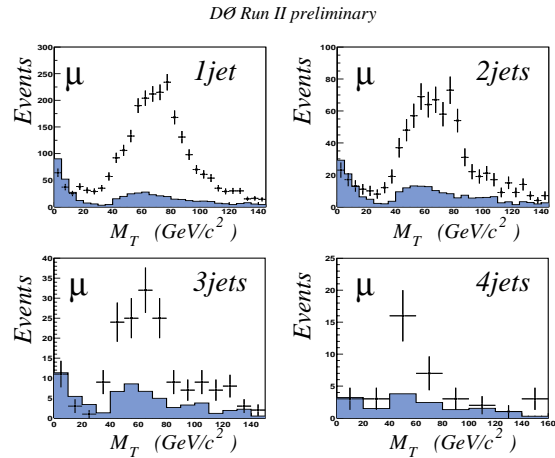 DØ Run II preliminary
300
250
200
150
100
50
0
Events
μ
1jet
0 20 40 60 80 100 120 140
M_T (GeV/c²)
100
80
60
40
20
0
Events
μ
2jets
0 20 40 60 80 100 120 140
M_T (GeV/c²)
40
35
30
25
20
15
10
5
0
Events
μ
3jets
0 20 40 60 80 100 120 140
M_T (GeV/c²)
25
20
15
10
5
0
Events
μ
4jets
0 20 40 60 80 100 120 140 160
M_T (GeV/c²)